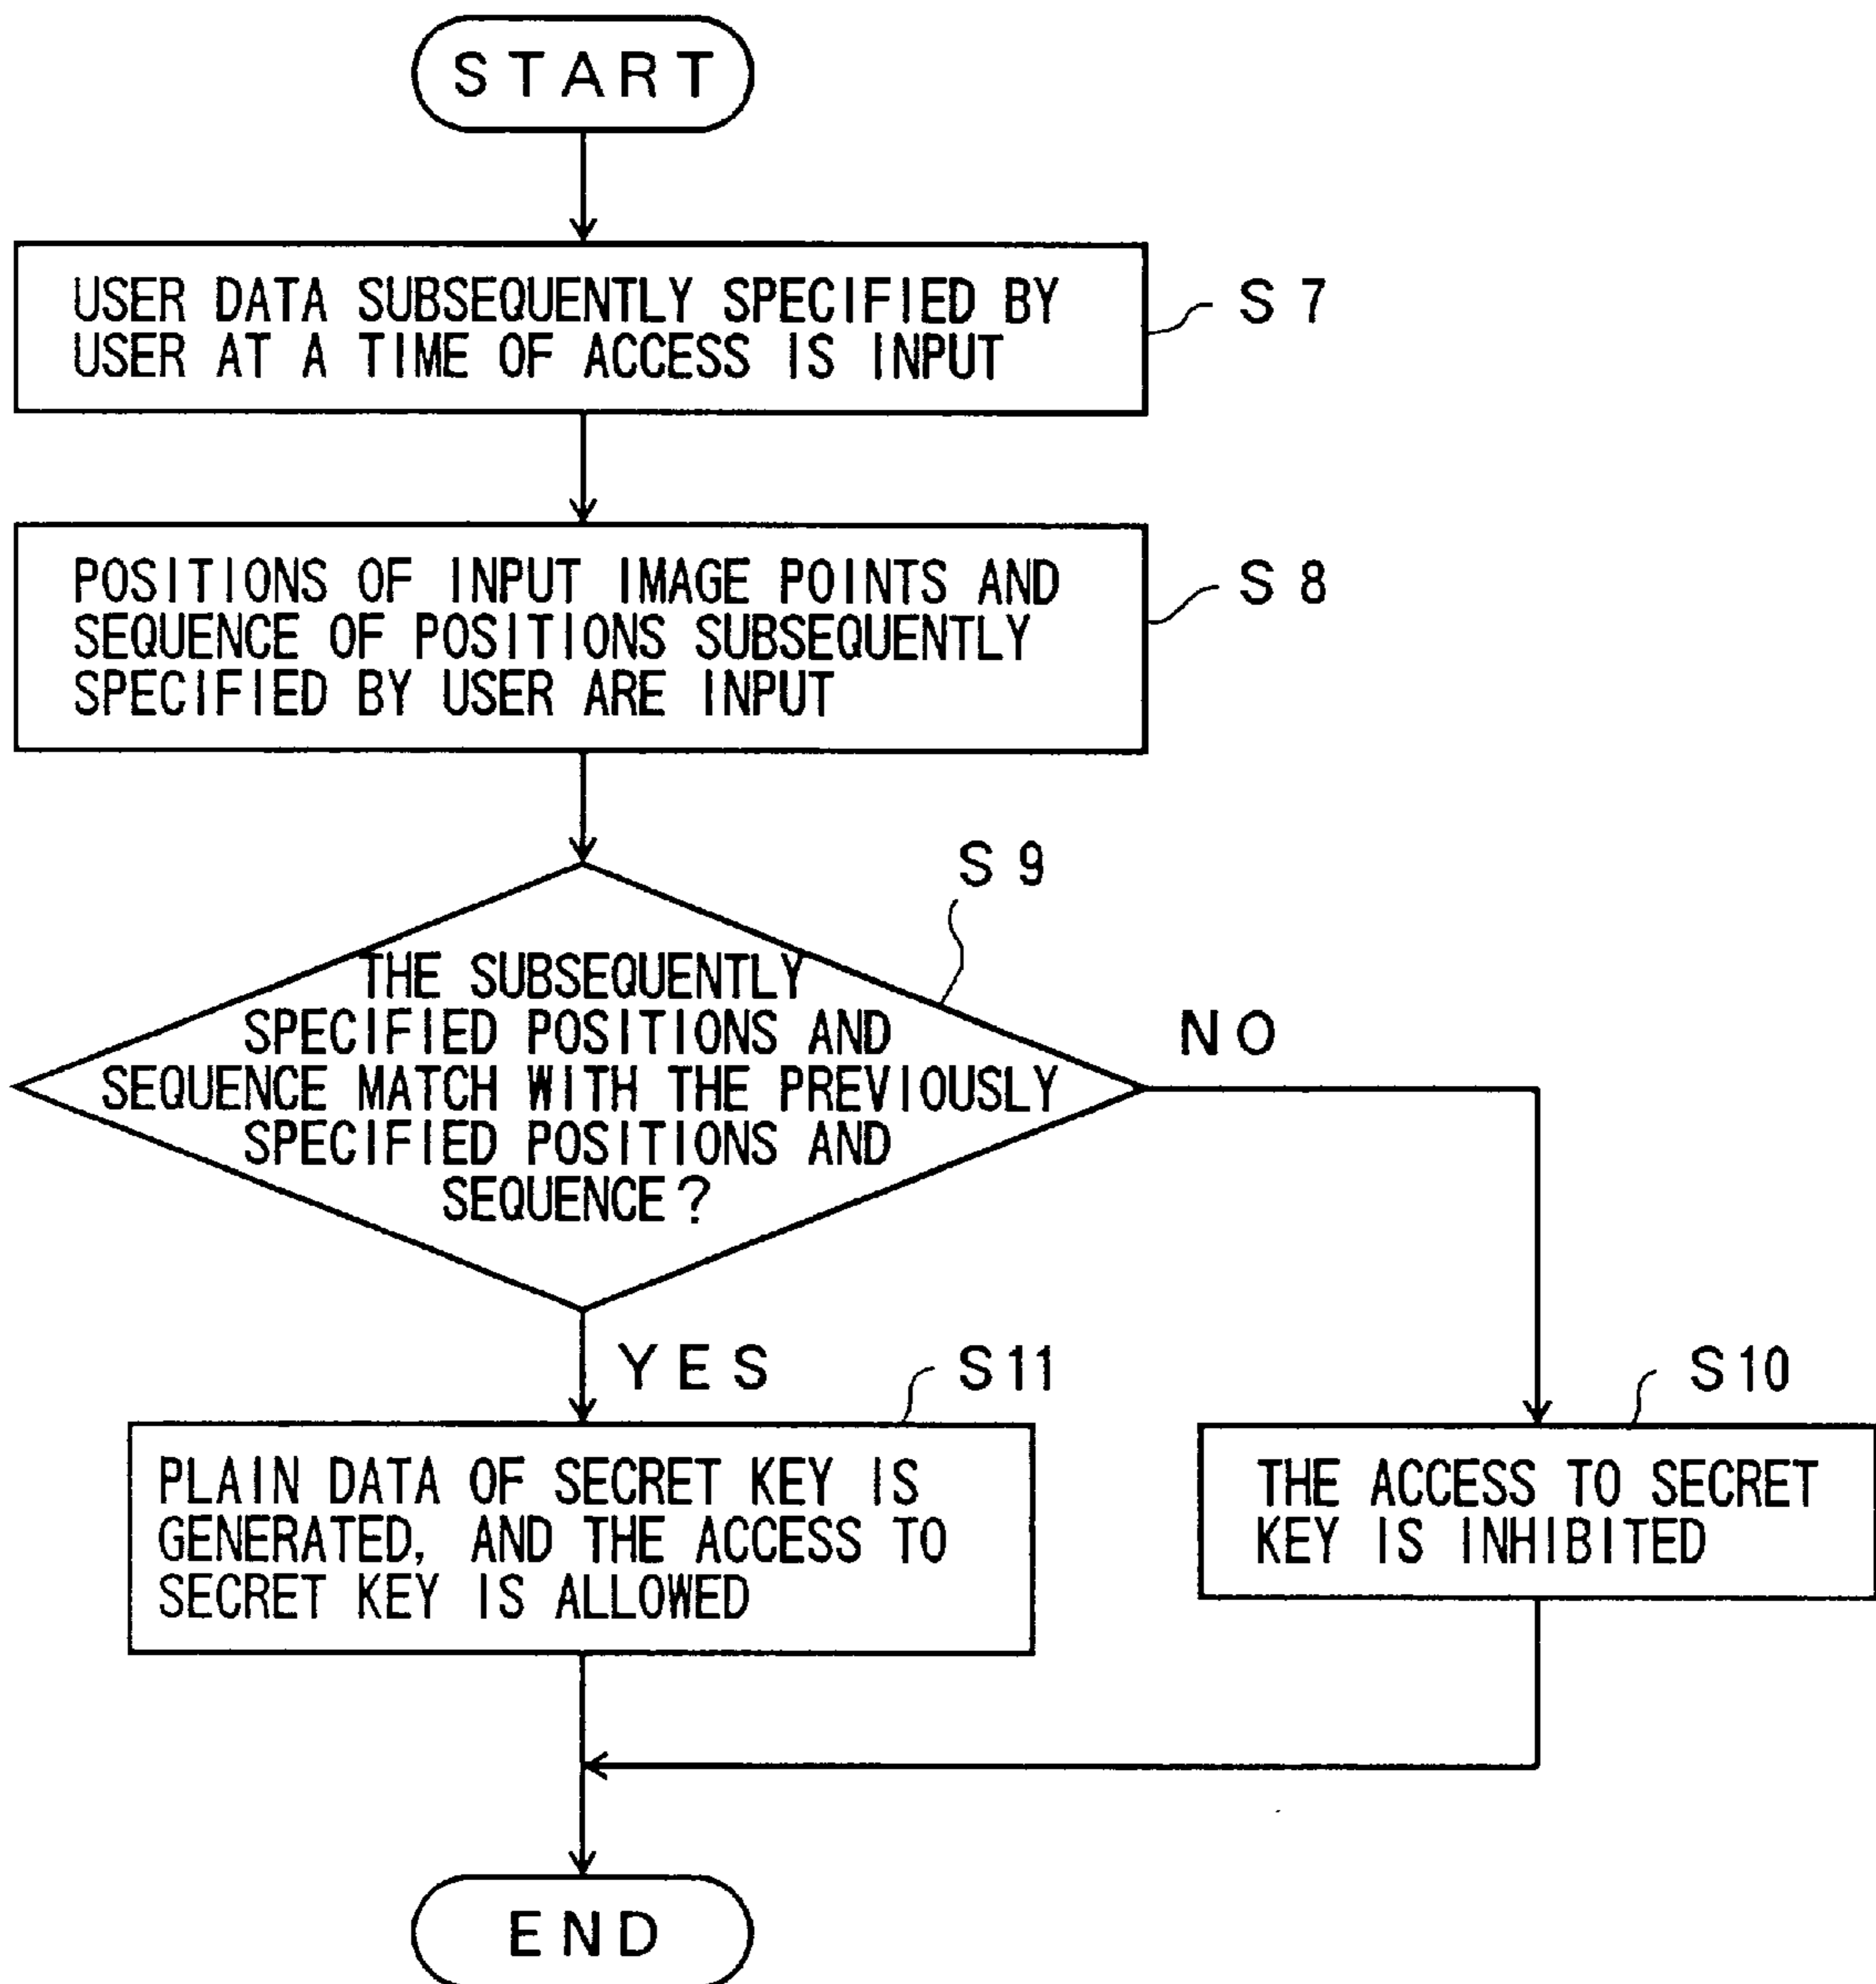 START
USER DATA SUBSEQUENTLY SPECIFIED BY
USER AT A TIME OF ACCESS IS INPUT
S7
POSITIONS OF INPUT IMAGE POINTS AND
SEQUENCE OF POSITIONS SUBSEQUENTLY
SPECIFIED BY USER ARE INPUT
S8
S9
THE SUBSEQUENTLY
SPECIFIED POSITIONS AND
SEQUENCE MATCH WITH THE PREVIOUSLY
SPECIFIED POSITIONS AND
SEQUENCE?
NO
YES
S11
PLAIN DATA OF SECRET KEY IS
GENERATED, AND THE ACCESS TO
SECRET KEY IS ALLOWED
S10
THE ACCESS TO SECRET
KEY IS INHIBITED
END